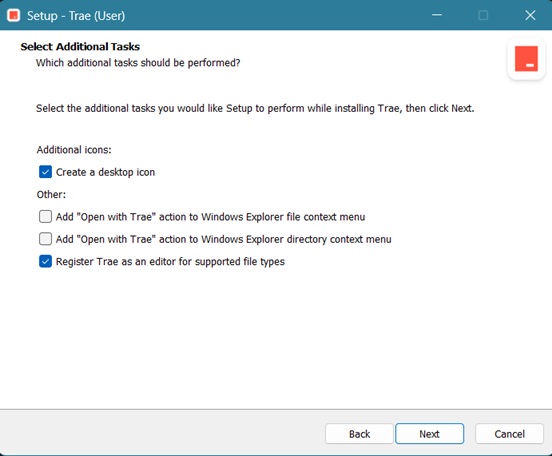 Setup - Trae (User)
Select Additional Tasks
Which additional tasks should be performed?
Select the additional tasks you would like Setup to perform while installing Trae, then click Next.
Additional icons:
Create a desktop icon
Other:
Add "Open with Trae" action to Windows Explorer file context menu
Add "Open with Trae" action to Windows Explorer directory context menu
Register Trae as an editor for supported file types
Back
Next
Cancel